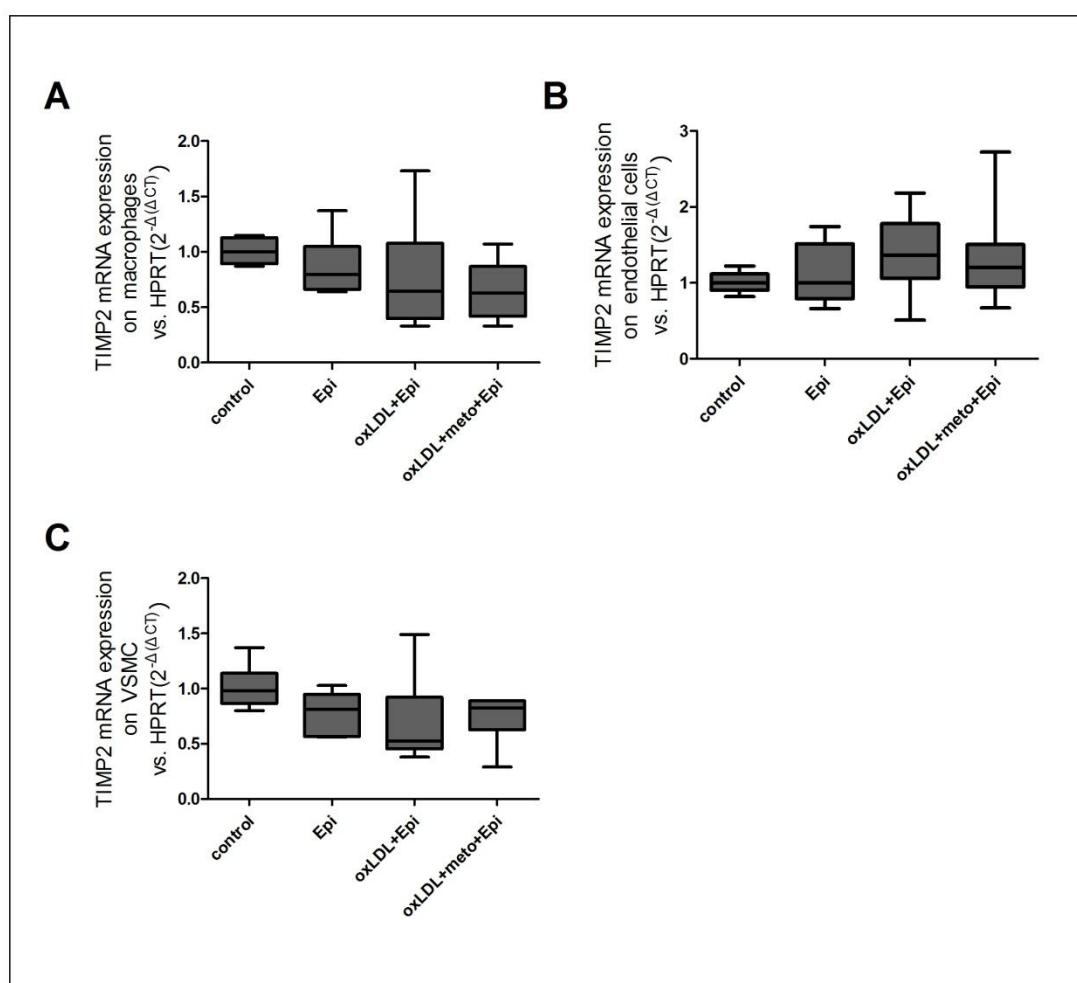 A
TIMP2 mRNA expression
on macrophages
vs. HPRT(2^-Δ(ΔCT))
2.0
1.5
1.0
0.5
0.0
control
Epi
oxLDL+Epi
oxLDL+meto+Epi
B
TIMP2 mRNA expression
on endothelial cells
vs. HPRT(2^-Δ(ΔCT))
3
2
1
0
control
Epi
oxLDL+Epi
oxLDL+meto+Epi
C
TIMP2 mRNA expression
on VSMC
vs. HPRT(2^-Δ(ΔCT))
2.0
1.5
1.0
0.5
0.0
control
Epi
oxLDL+Epi
oxLDL+meto+Epi